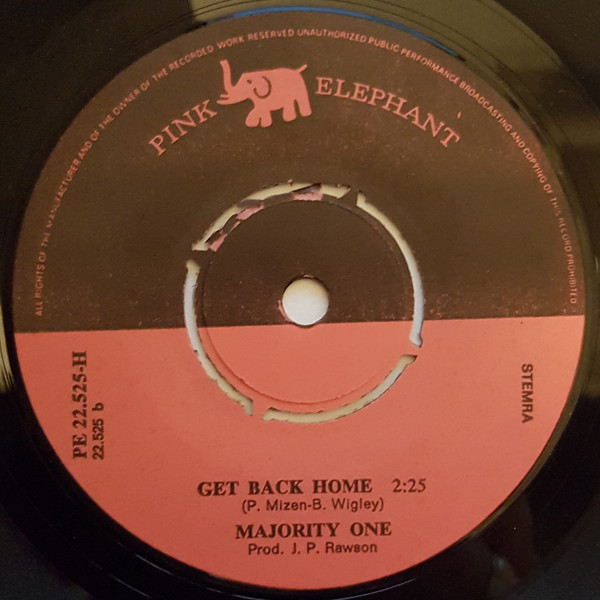 ALL RIGHTS OF THE MANUFACTURER AND OF THE OWNER OF THE RECORDED WORK RESERVED UNAUTHORIZED PUBLIC PERFORMANCE BROADCASTING AND COPYING OF THIS RECORD PROHIBITED
PINK ELEPHANT
PE 22.525-H
22.525 b
STEMRA
GET BACK HOME 2:25
(P. Mizen-B. Wigley)
MAJORITY ONE
Prod. J. P. Rawson